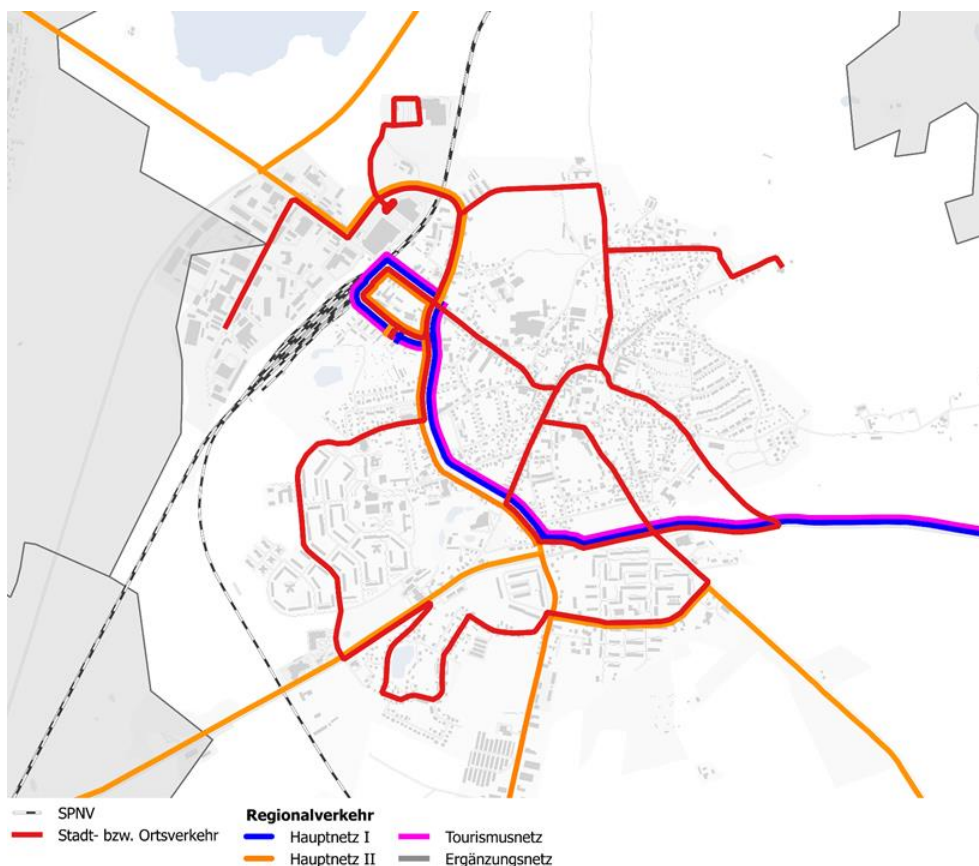 SPNV
Stadt- bzw. Ortsverkehr
Regionalverkehr
Hauptnetz I
Hauptnetz II
Tourismusnetz
Ergänzungsnetz